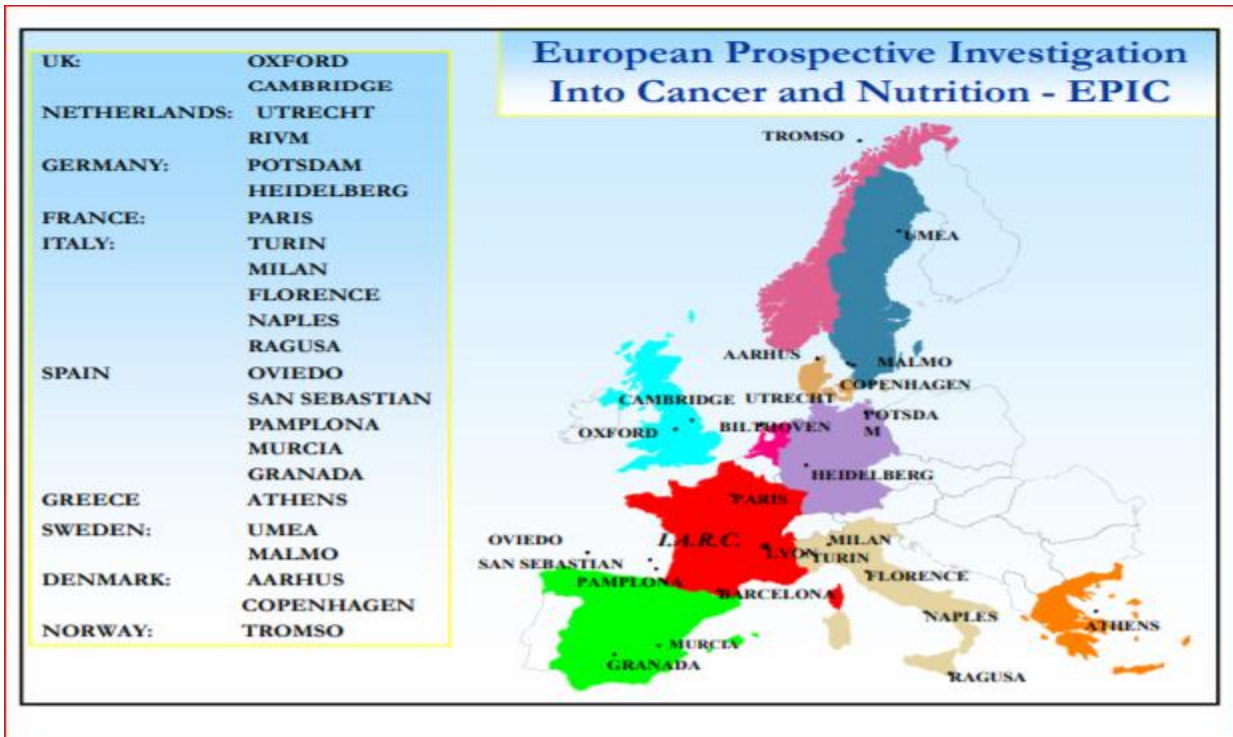 European Prospective Investigation
Into Cancer and Nutrition - EPIC
UK: OXFORD
CAMBRIDGE
NETHERLANDS: UTRECHT
RIVM
GERMANY: POTSDAM
HEIDELBERG
FRANCE: PARIS
ITALY: TURIN
MILAN
FLORENCE
NAPLES
RAGUSA
SPAIN OVIEDO
SAN SEBASTIAN
PAMPLONA
MURCIA
GRANADA
GREECE ATHENS
SWEDEN: UMEA
MALMO
DENMARK: AARHUS
COPENHAGEN
NORWAY: TROMSO
TROMSO
UMEA
AARHUS
MALMO
COPENHAGEN
CAMBRIDGE UTRECHT
POTSDA
M
OXFORD
BILTHOVEN
HEIDELBERG
PARIS
OVIEDO
I.A.R.C.
LYON
MILAN
TURIN
SAN SEBASTIAN
PAMPLONA
FLORENCE
BARCELONA
NAPLES
ATHENS
MURCIA
GRANADA
RAGUSA